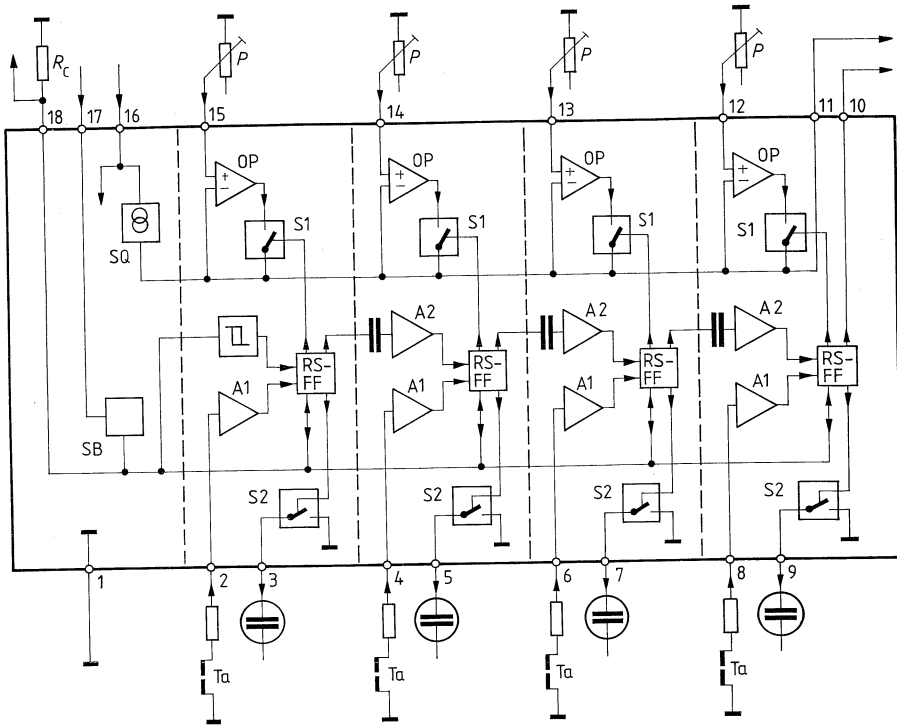 R_C P P P P
18 17 16 15 14 13 12 11 10
OP OP OP OP
+ + + +
− − − −
S1 S1 S1 S1
SQ
A2 A2 A2
RS-FF RS-FF RS-FF RS-FF
A1 A1 A1 A1
SB
S2 S2 S2 S2
1 2 3 4 5 6 7 8 9
Ta Ta Ta Ta